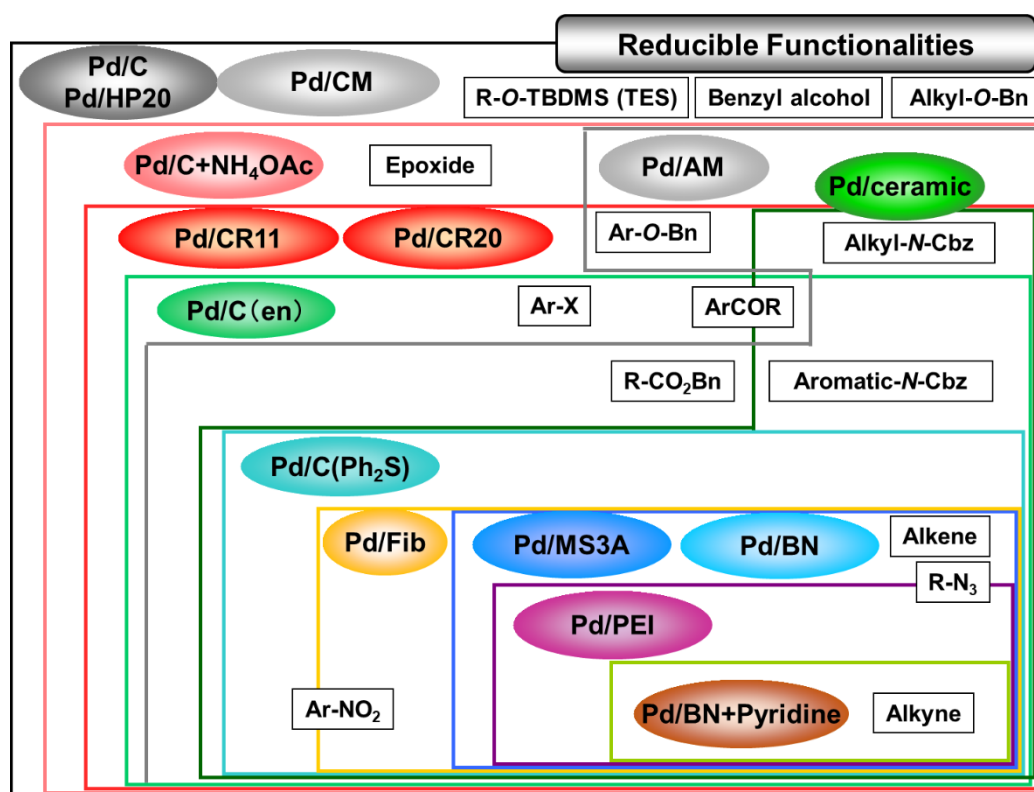 Reducible Functionalities
Pd/C
Pd/HP20
Pd/CM
R-O-TBDMS (TES)
Benzyl alcohol
Alkyl-O-Bn
Pd/C+NH₄OAc
Epoxide
Pd/AM
Pd/ceramic
Pd/CR11
Pd/CR20
Ar-O-Bn
Alkyl-N-Cbz
Pd/C(en)
Ar-X
ArCOR
R-CO₂Bn
Aromatic-N-Cbz
Pd/C(Ph₂S)
Pd/Fib
Pd/MS3A
Pd/BN
Alkene
R-N₃
Pd/PEI
Ar-NO₂
Pd/BN+Pyridine
Alkyne